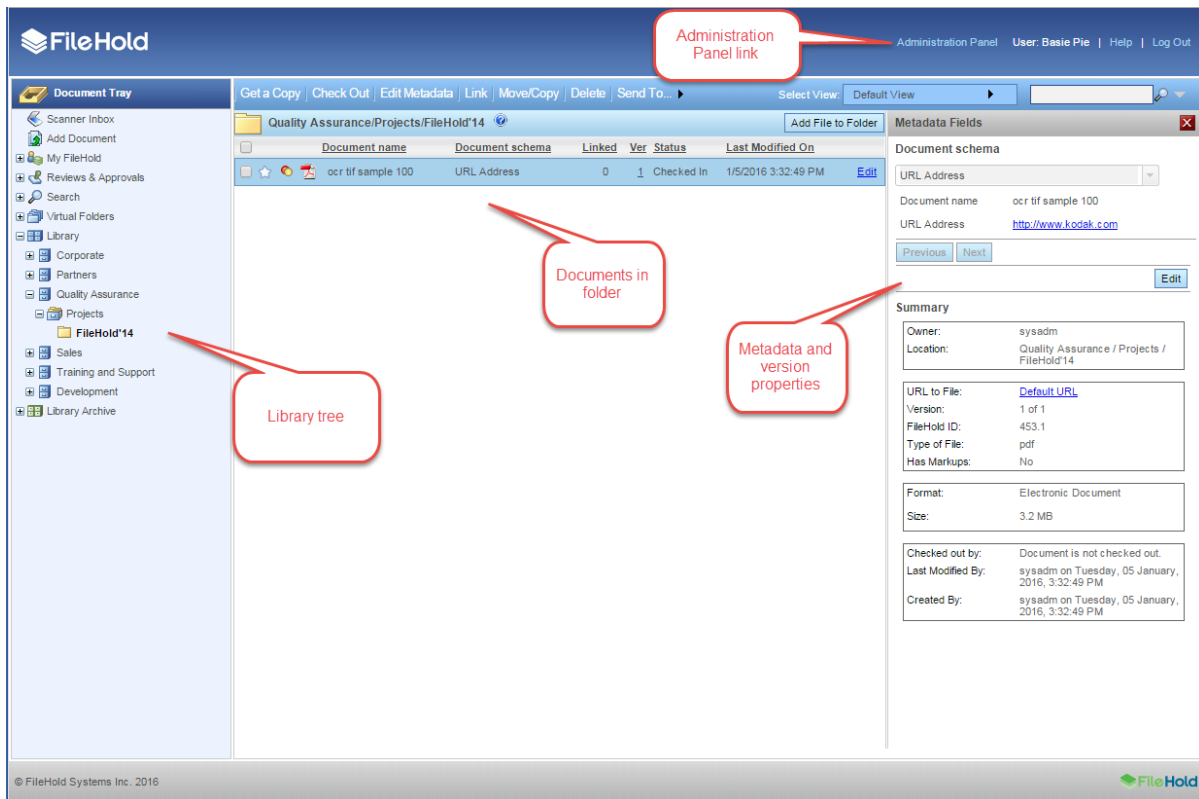 FileHold
Administration Panel link
Administration Panel User: Basie Pie | Help | Log Out
Document Tray
Get a Copy | Check Out | Edit Metadata | Link | Move/Copy | Delete | Send To...
Select View: Default View
Scanner Inbox
Add Document
My FileHold
Reviews & Approvals
Search
Virtual Folders
Library
Corporate
Partners
Quality Assurance
Projects
FileHold'14
Sales
Training and Support
Development
Library Archive
Library tree
Quality Assurance/Projects/FileHold'14
Add File to Folder
Document name Document schema Linked Ver Status Last Modified On
ocr tif sample 100 URL Address 0 1 Checked In 1/5/2016 3:32:49 PM Edit
Documents in
folder
Metadata and
version
properties
Metadata Fields
Document schema
URL Address
Document name ocr tif sample 100
URL Address http://www.kodak.com
Previous Next
Edit
Summary
Owner: sysadm
Location: Quality Assurance / Projects /
FileHold'14
URL to File: Default URL
Version: 1 of 1
FileHold ID: 453.1
Type of File: pdf
Has Markups: No
Format: Electronic Document
Size: 3.2 MB
Checked out by: Document is not checked out.
Last Modified By: sysadm on Tuesday, 05 January,
2016, 3:32:49 PM
Created By: sysadm on Tuesday, 05 January,
2016, 3:32:49 PM
© FileHold Systems Inc. 2016
FileHold